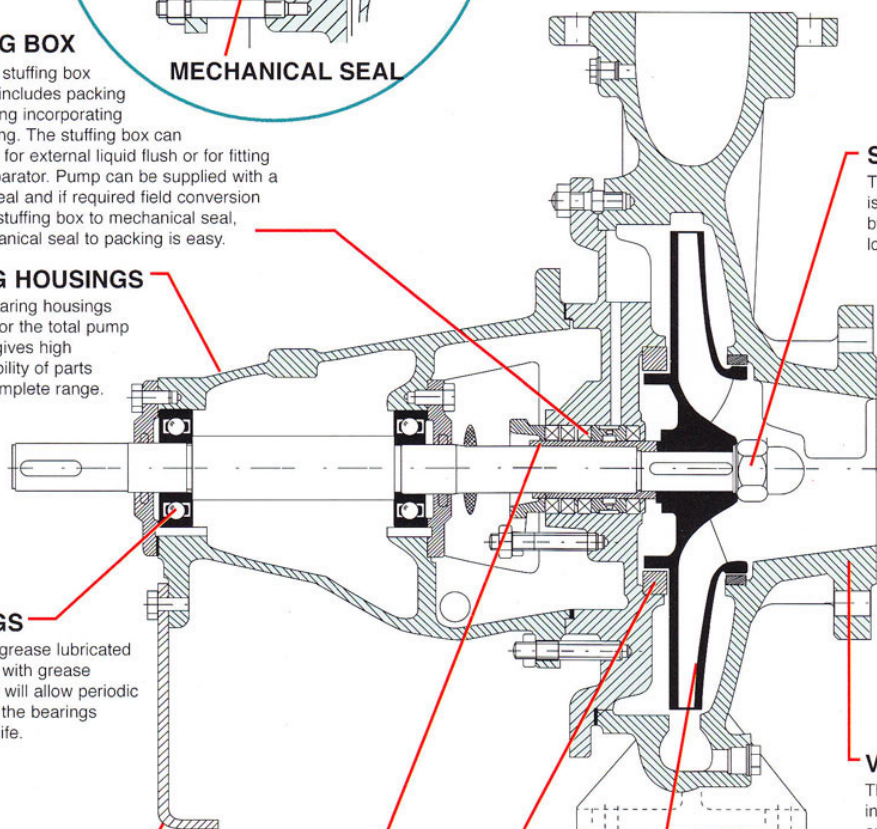 MECHANICAL SEAL
G BOX
stuffing box
includes packing
ng incorporating
ng. The stuffing box can
for external liquid flush or for fitting
parator. Pump can be supplied with a
eal and if required field conversion
stuffing box to mechanical seal,
anical seal to packing is easy.
G HOUSINGS
aring housings
or the total pump
gives high
bility of parts
mplete range.
GS
grease lubricated
with grease
will allow periodic
the bearings
ife.
S
T
is
b
lo
V
Th
in